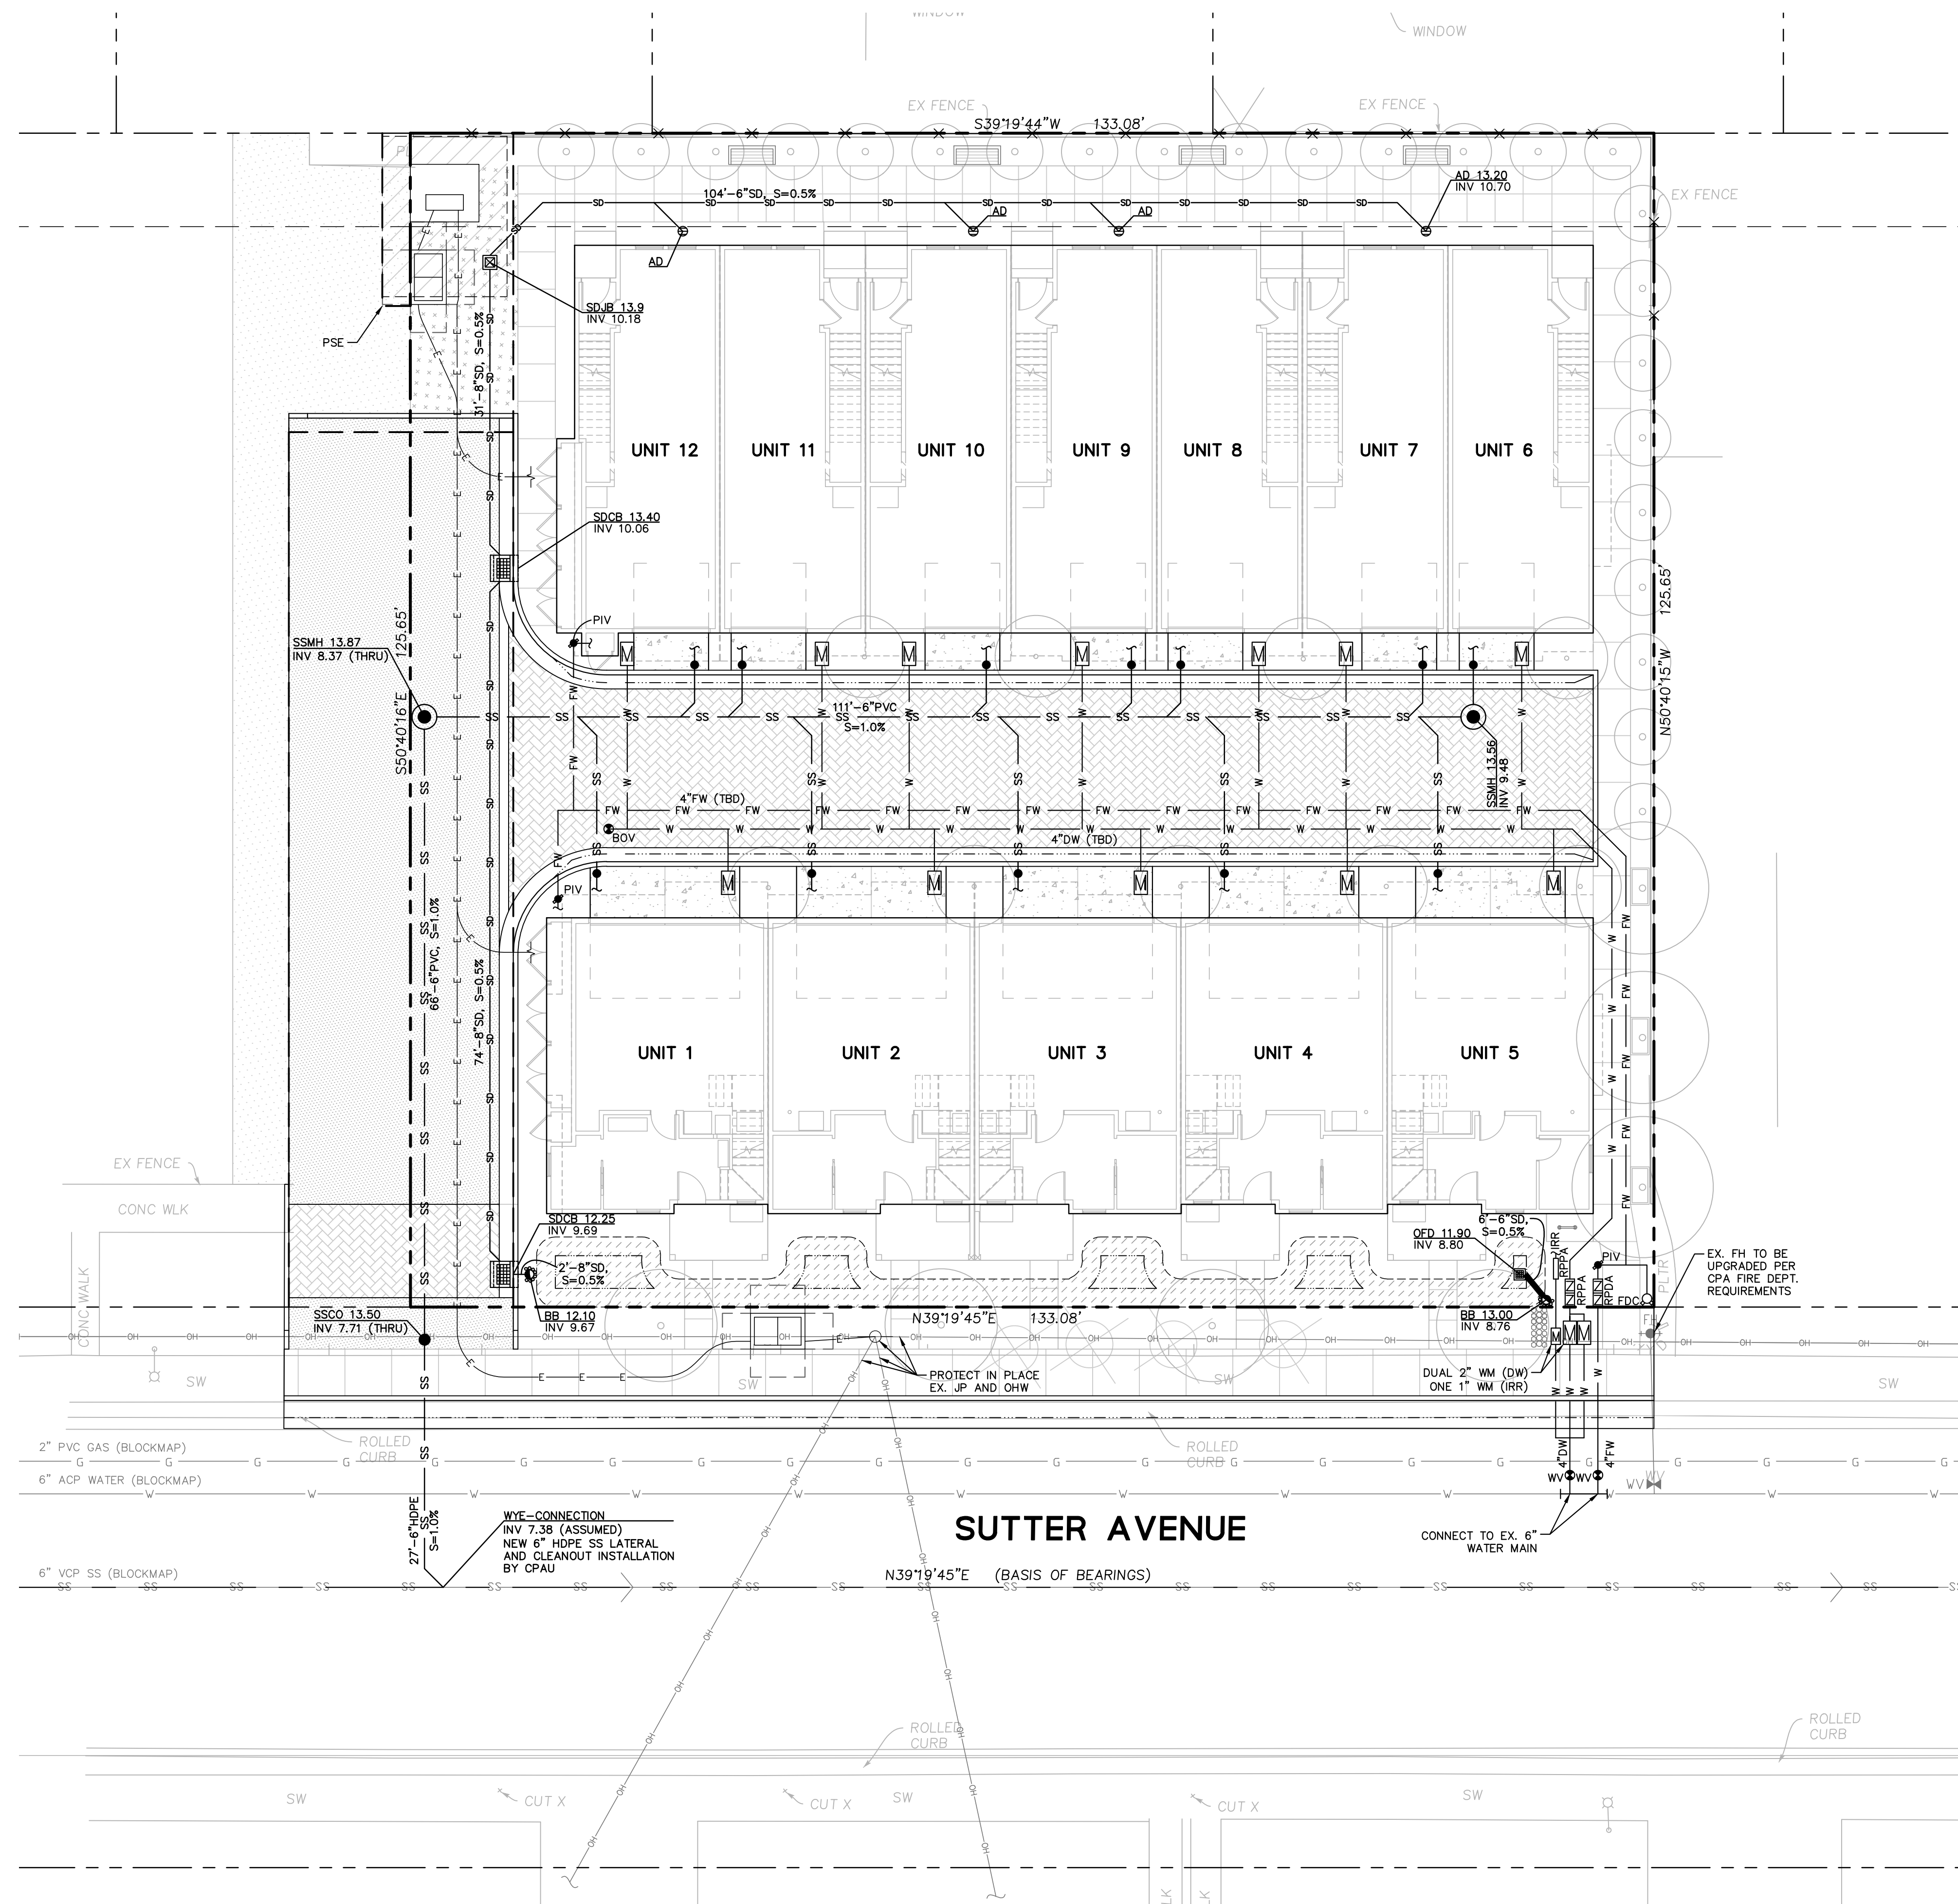 WINDOW
WINDOW
EX FENCE
EX FENCE
S39°19'44"W 133.08'
104'-6"SD, S=0.5%
AD 13.20
INV 10.70
EX FENCE
AD
AD
AD
SDJB 13.9
INV 10.18
PSE
31'-8"SD, S=0.5%
UNIT 12
UNIT 11
UNIT 10
UNIT 9
UNIT 8
UNIT 7
UNIT 6
SDCB 13.40
INV 10.06
PIV
SSMH 13.87
INV 8.37 (THRU)
S50°40'16"E 125.65'
N50°40'15"W 125.65'
111'-6"PVC
S=1.0%
SSMH 13.56
INV 9.48
4"FW (TBD)
BOV
4"DW (TBD)
PIV
66'-6"PVC, S=1.0%
74'-8"SD, S=0.5%
UNIT 1
UNIT 2
UNIT 3
UNIT 4
UNIT 5
EX FENCE
CONC WLK
CONC WALK
SDCB 12.25
INV 9.69
2'-8"SD,
S=0.5%
BB 12.10
INV 9.67
SSCO 13.50
INV 7.71 (THRU)
6'-6"SD,
S=0.5%
OFD 11.90
INV 8.80
IRR
RPPA
RPPA
RPPA
PIV
FDC
PLTR
FH
EX. FH TO BE
UPGRADED PER
CPA FIRE DEPT.
REQUIREMENTS
BB 13.00
INV 8.76
N39°19'45"E 133.08'
PROTECT IN PLACE
EX. JP AND OHW
DUAL 2" WM (DW)
ONE 1" WM (IRR)
SW
SW
SW
SW
ROLLED
CURB
ROLLED
CURB
2" PVC GAS (BLOCKMAP)
6" ACP WATER (BLOCKMAP)
4"DW
4"FW
WV
WV
WV
WV
27'-6"HDPE
S=1.0%
WYE-CONNECTION
INV 7.38 (ASSUMED)
NEW 6" HDPE SS LATERAL
AND CLEANOUT INSTALLATION
BY CPAU
SUTTER AVENUE
CONNECT TO EX. 6"
WATER MAIN
6" VCP SS (BLOCKMAP)
N39°19'45"E (BASIS OF BEARINGS)
ROLLED
CURB
ROLLED
CURB
SW
CUT X
CUT X
SW
CUT X
SW